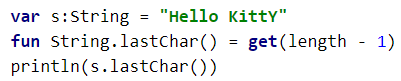 var s:String = "Hello KittY"
fun String.lastChar() = get(length - 1)
println(s.lastChar())